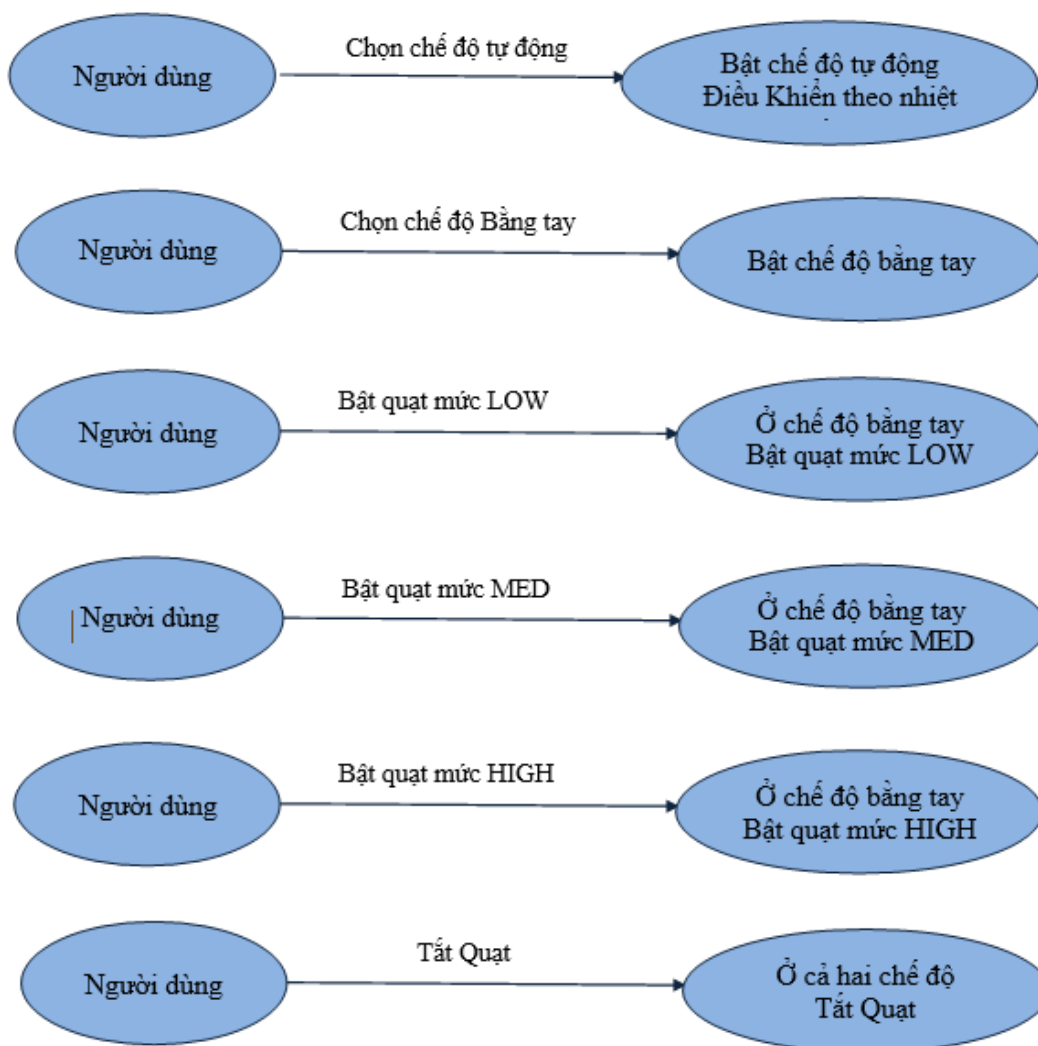 Chọn chế độ tự động
Người dùng
Bật chế độ tự động
Điều Khiển theo nhiệt
Chọn chế độ Bằng tay
Người dùng
Bật chế độ bằng tay
Bật quạt mức LOW
Người dùng
Ở chế độ bằng tay
Bật quạt mức LOW
Bật quạt mức MED
Người dùng
Ở chế độ bằng tay
Bật quạt mức MED
Bật quạt mức HIGH
Người dùng
Ở chế độ bằng tay
Bật quạt mức HIGH
Tắt Quạt
Người dùng
Ở cả hai chế độ
Tắt Quạt